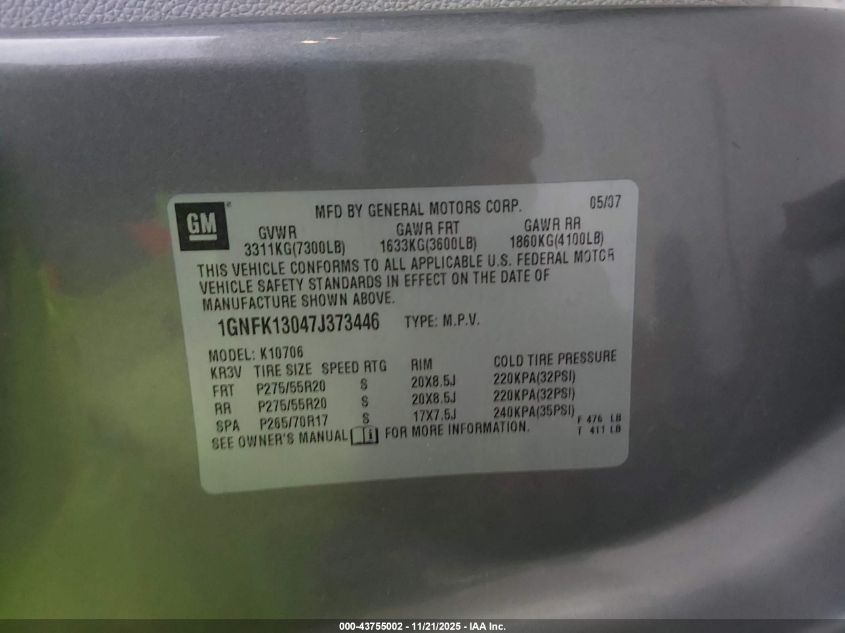 GM MFD BY GENERAL MOTORS CORP. 05/07
GVWR GAWR FRT GAWR RR
3311KG(7300LB) 1633KG(3600LB) 1860KG(4100LB)
THIS VEHICLE CONFORMS TO ALL APPLICABLE U.S. FEDERAL MOTOR
VEHICLE SAFETY STANDARDS IN EFFECT ON THE DATE OF
MANUFACTURE SHOWN ABOVE.
1GNFK13047J373446 TYPE: M.P.V.
MODEL: K10706
KR3V TIRE SIZE SPEED RTG RIM COLD TIRE PRESSURE
FRT P275/55R20 S 20X8.5J 220KPA(32PSI)
RR P275/55R20 S 20X8.5J 220KPA(32PSI)
SPA P265/70R17 S 17X7.5J 240KPA(35PSI)
SEE OWNER'S MANUAL i FOR MORE INFORMATION.
F 476 LB
T 411 LB
000-43755002 - 11/21/2025 - IAA Inc.